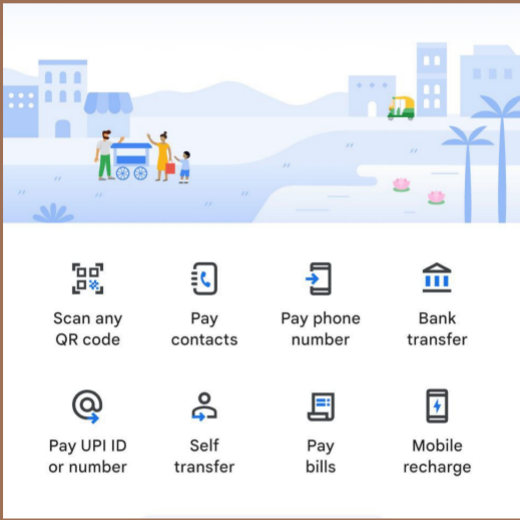 Scan any
QR code
Pay
contacts
Pay phone
number
Bank
transfer
Pay UPI ID
or number
Self
transfer
Pay
bills
Mobile
recharge